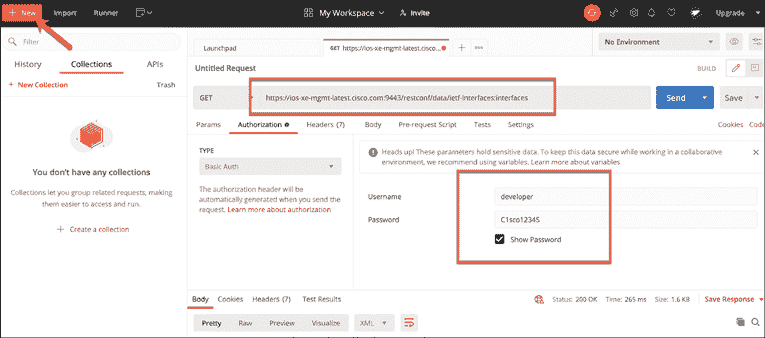 + New Import Runner My Workspace Invite Upgrade
Filter
History Collections APIs
+ New Collection Trash
You don't have any collections
Collections let you group related requests, making
them easier to access and run.
+ Create a collection
Launchpad GET https://ios-xe-mgmt-latest.cisco... + ••• No Environment
Untitled Request BUILD
GET https://ios-xe-mgmt-latest.cisco.com:9443/restconf/data/ietf-interfaces:interfaces Send Save
Params Authorization Headers (7) Body Pre-request Script Tests Settings Cookies Code
TYPE
Basic Auth
The authorization header will be
automatically generated when you send the
request. Learn more about authorization
Heads up! These parameters hold sensitive data. To keep this data secure while working in a collaborative
environment, we recommend using variables. Learn more about variables
Username developer
Password C1sco12345
Show Password
Body Cookies Headers (7) Test Results Status: 200 OK Time: 265 ms Size: 1.6 KB Save Response
Pretty Raw Preview Visualize XML